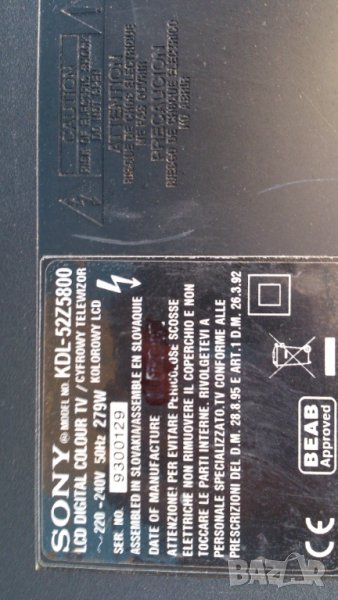 CAUTION
RISK OF ELECTRIC SHOCK
DO NOT OPEN
ATTENTION
RISQUE DE CHOC ELECTRIQUE
NE PAS OUVRIR
PRECAUCION
RIESGO DE CHOQUE ELECTRICO
NO ABRIR
SONY ® MODEL NO. KDL-52Z5800
LCD DIGITAL COLOUR TV / CYFROWY TELEWIZOR
~ 220 -240V 50Hz 279W KOLOROWY LCD
SER. NO. 9300129
ASSEMBLED IN SLOVAKIA/ASSEMBLE EN SLOVAQUIE
DATE OF MANUFACTURE
ATTENZIONE! PER EVITARE PERICOLOSE SCOSSE
ELETTRICHE NON RIMUOVERE IL COPERCHIO E NON
TOCCARE LE PARTI INTERNE. RIVOLGETEVI A
PERSONALE SPECIALIZZATO.TV CONFORME ALLE
PRESCRIZIONI DEL D.M. 28.8.95 E ART.1 D.M. 26.3.92
BEAB
Approved
CE
bazar.bg